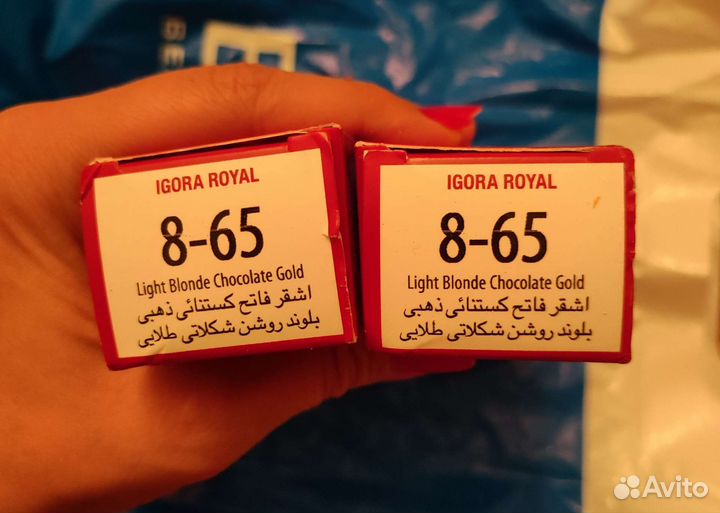 IGORA ROYAL
8-65
Light Blonde Chocolate Gold
اشقر فاتح كستنائي ذهبي
بلوند روشن شکلاتی طلایی
IGORA ROYAL
8-65
Light Blonde Chocolate Gold
اشقر فاتح كستنائي ذهبي
بلوند روشن شکلاتی طلایی
Avito